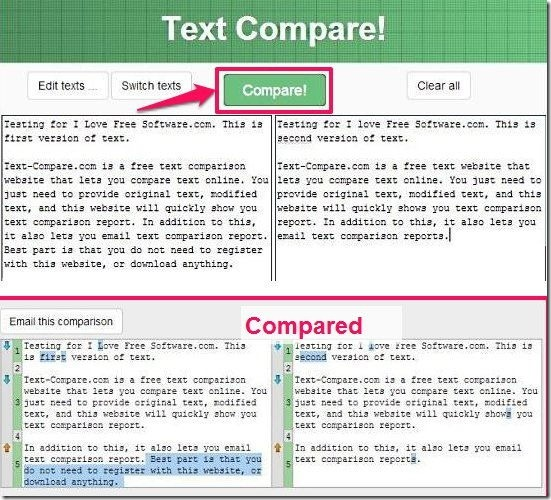 Text Compare!
Edit texts ...
Switch texts
Compare!
Clear all
Testing for I Love Free Software.com. This is
first version of text.
Text-Compare.com is a free text comparison
website that lets you compare text online. You
just need to provide original text, modified
text, and this website will quickly show you
text comparison report. In addition to this,
it also lets you email text comparison report.
Best part is that you do not need to register
with this website, or download anything.
Testing for I love Free Software.com. This is
second version of text.
Text-Compare.com is a free text website that
lets you compare text online. You just need to
provide original text, modified text, and this
website will quickly shows you text comparison
report. In addition to this, it also lets you
email text comparison reports.
Email this comparison
Compared
1 Testing for I Love Free Software.com. This
is first version of text.
2
3 Text-Compare.com is a free text comparison
website that lets you compare text online. You
just need to provide original text, modified
text, and this website will quickly show you
text comparison report.
4
5 In addition to this, it also lets you email
text comparison report. Best part is that you
do not need to register with this website, or
download anything.
1 Testing for I love Free Software.com. This is
second version of text.
2
3 Text-Compare.com is a free text comparison
website that lets you compare text online. You
just need to provide original text, modified
text, and this website will quickly shows you
text comparison report.
4
5 In addition to this, it also lets you email
text comparison reports.